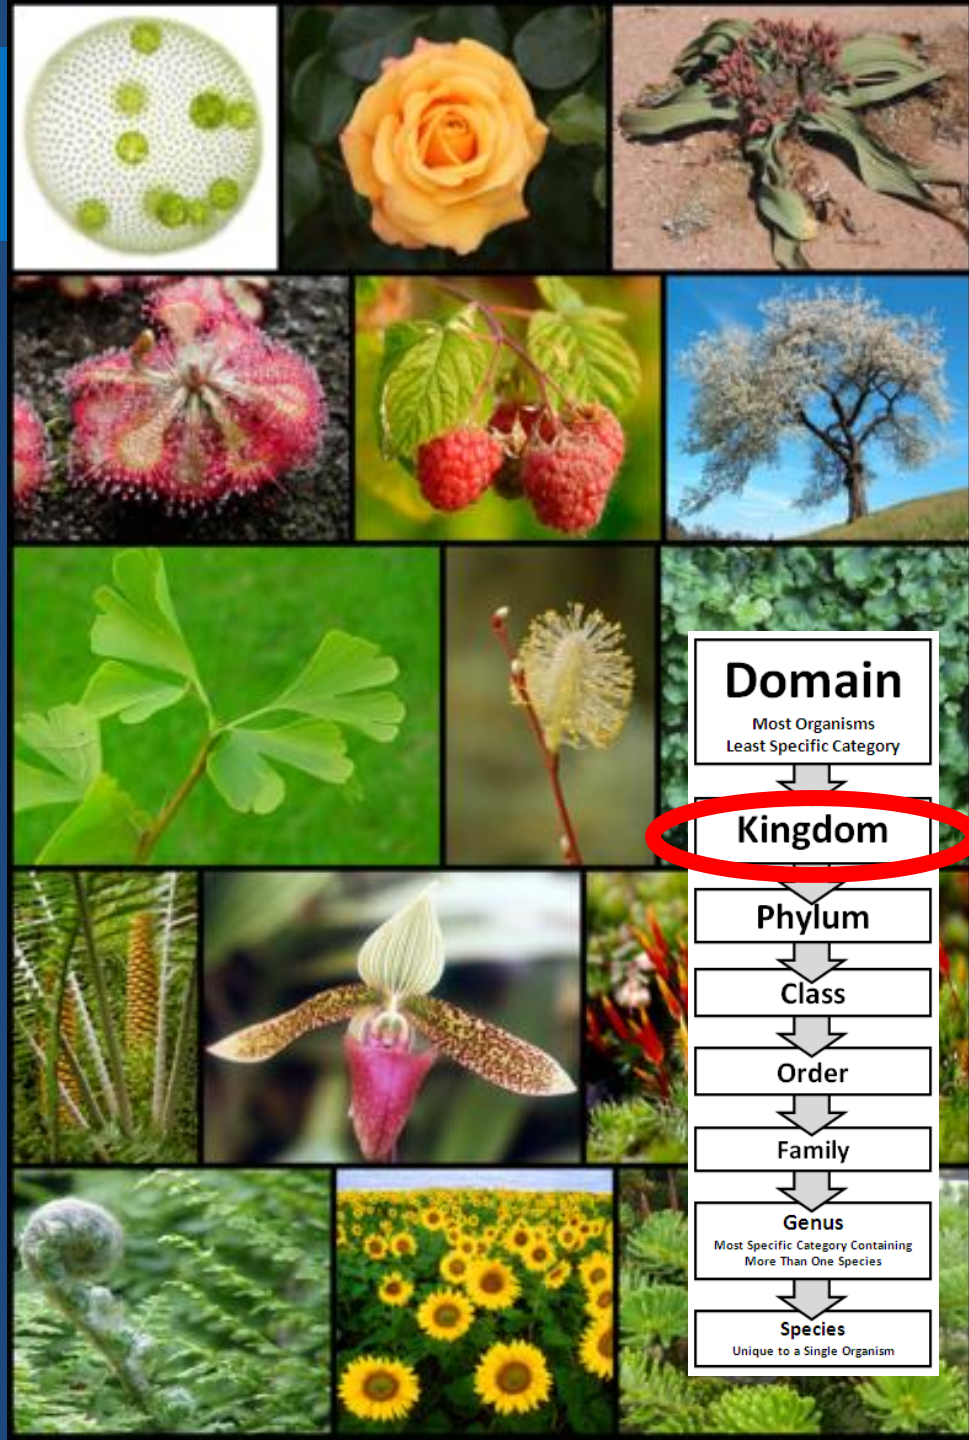 Domain
Most Organisms
Least Specific Category
Kingdom
Phylum
Class
Order
Family
Genus
Most Specific Category Containing
More Than One Species
Species
Unique to a Single Organism